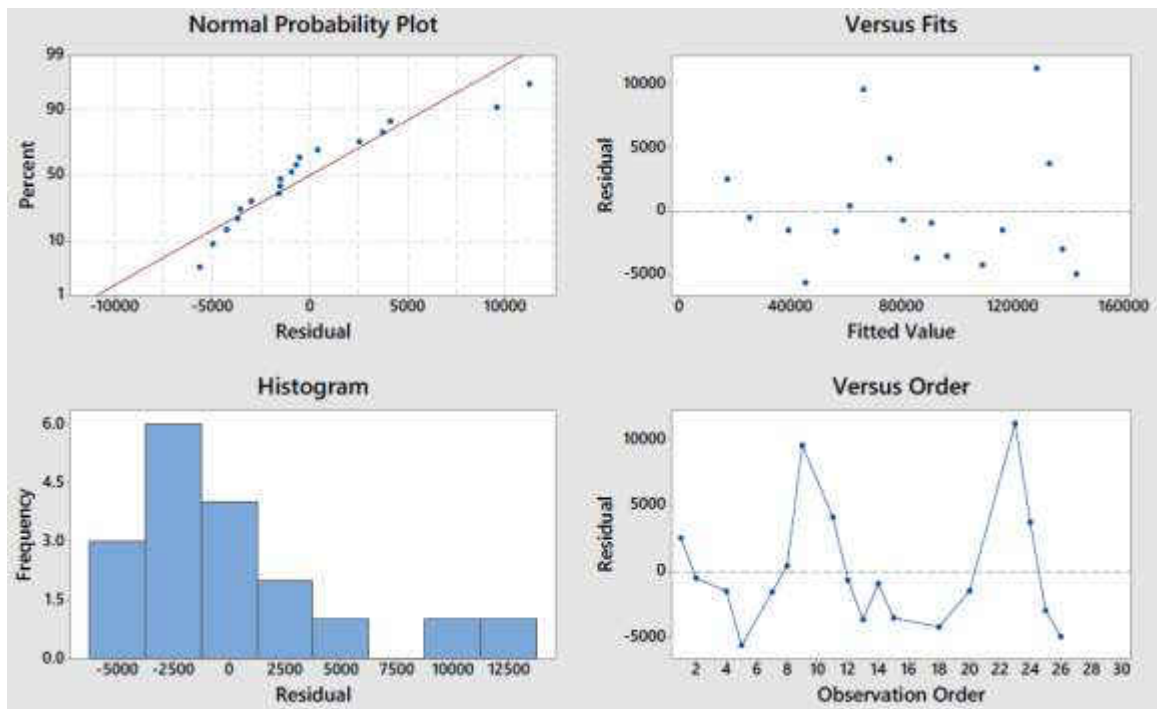 Normal Probability Plot
99
90
50
10
1
Percent
-10000 -5000 0 5000 10000
Residual
Versus Fits
10000
5000
0
-5000
Residual
0 40000 80000 120000 160000
Fitted Value
Histogram
6.0
4.5
3.0
1.5
0.0
Frequency
-5000 -2500 0 2500 5000 7500 10000 12500
Residual
Versus Order
10000
5000
0
-5000
Residual
2 4 6 8 10 12 14 16 18 20 22 24 26 28 30
Observation Order